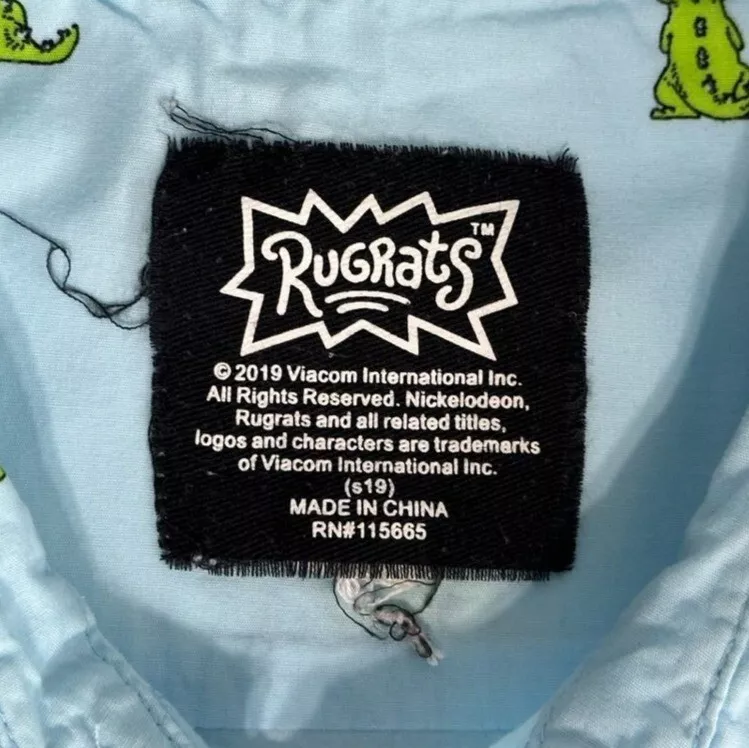 RUGRATS™
© 2019 Viacom International Inc.
All Rights Reserved. Nickelodeon,
Rugrats and all related titles,
logos and characters are trademarks
of Viacom International Inc.
(s19)
MADE IN CHINA
RN#115665